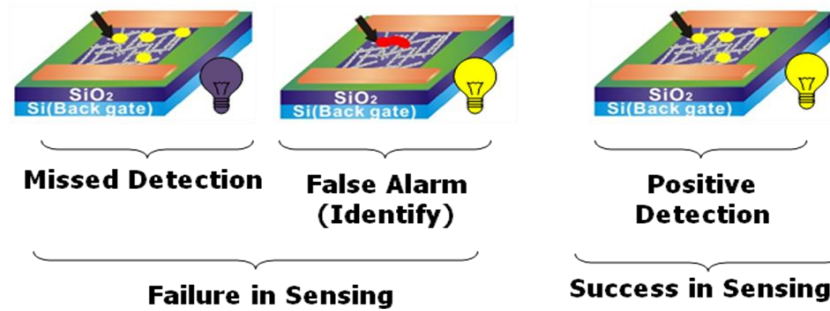 SiO₂
Si(Back gate)
SiO₂
Si(Back gate)
SiO₂
Si(Back gate)
Missed Detection
False Alarm
(Identify)
Positive
Detection
Failure in Sensing
Success in Sensing